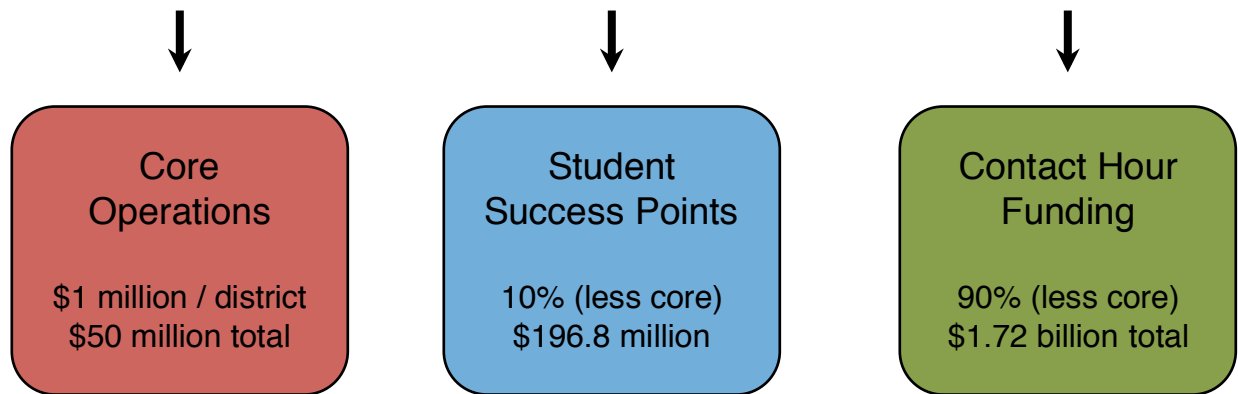 Core
Operations
$1 million / district
$50 million total
Student
Success Points
10% (less core)
$196.8 million
Contact Hour
Funding
90% (less core)
$1.72 billion total